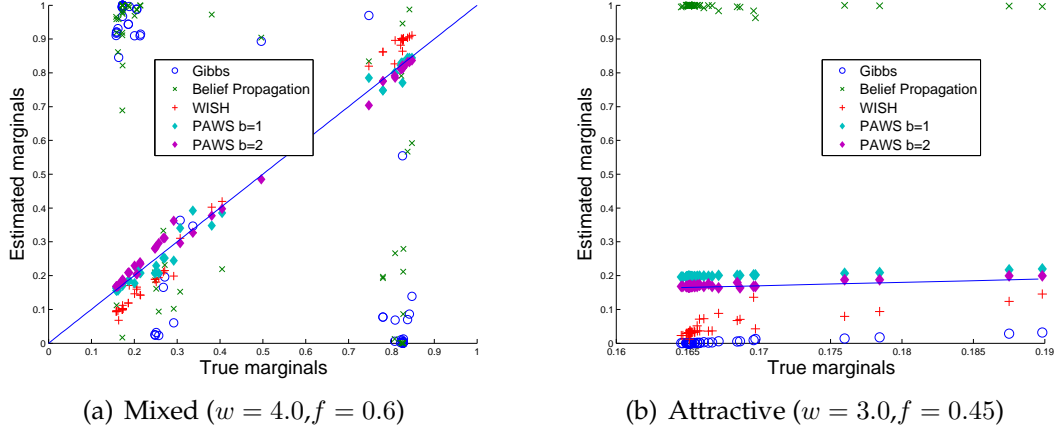 Estimated marginals
1
0.9
0.8
0.7
0.6
0.5
0.4
0.3
0.2
0.1
0
Gibbs
Belief Propagation
WISH
PAWS b=1
PAWS b=2
0 0.1 0.2 0.3 0.4 0.5 0.6 0.7 0.8 0.9 1
True marginals
(a) Mixed (w = 4.0,f = 0.6)
Estimated marginals
1
0.9
0.8
0.7
0.6
0.5
0.4
0.3
0.2
0.1
0
Gibbs
Belief Propagation
WISH
PAWS b=1
PAWS b=2
0.16 0.165 0.17 0.175 0.18 0.185 0.19
True marginals
(b) Attractive (w = 3.0,f = 0.45)